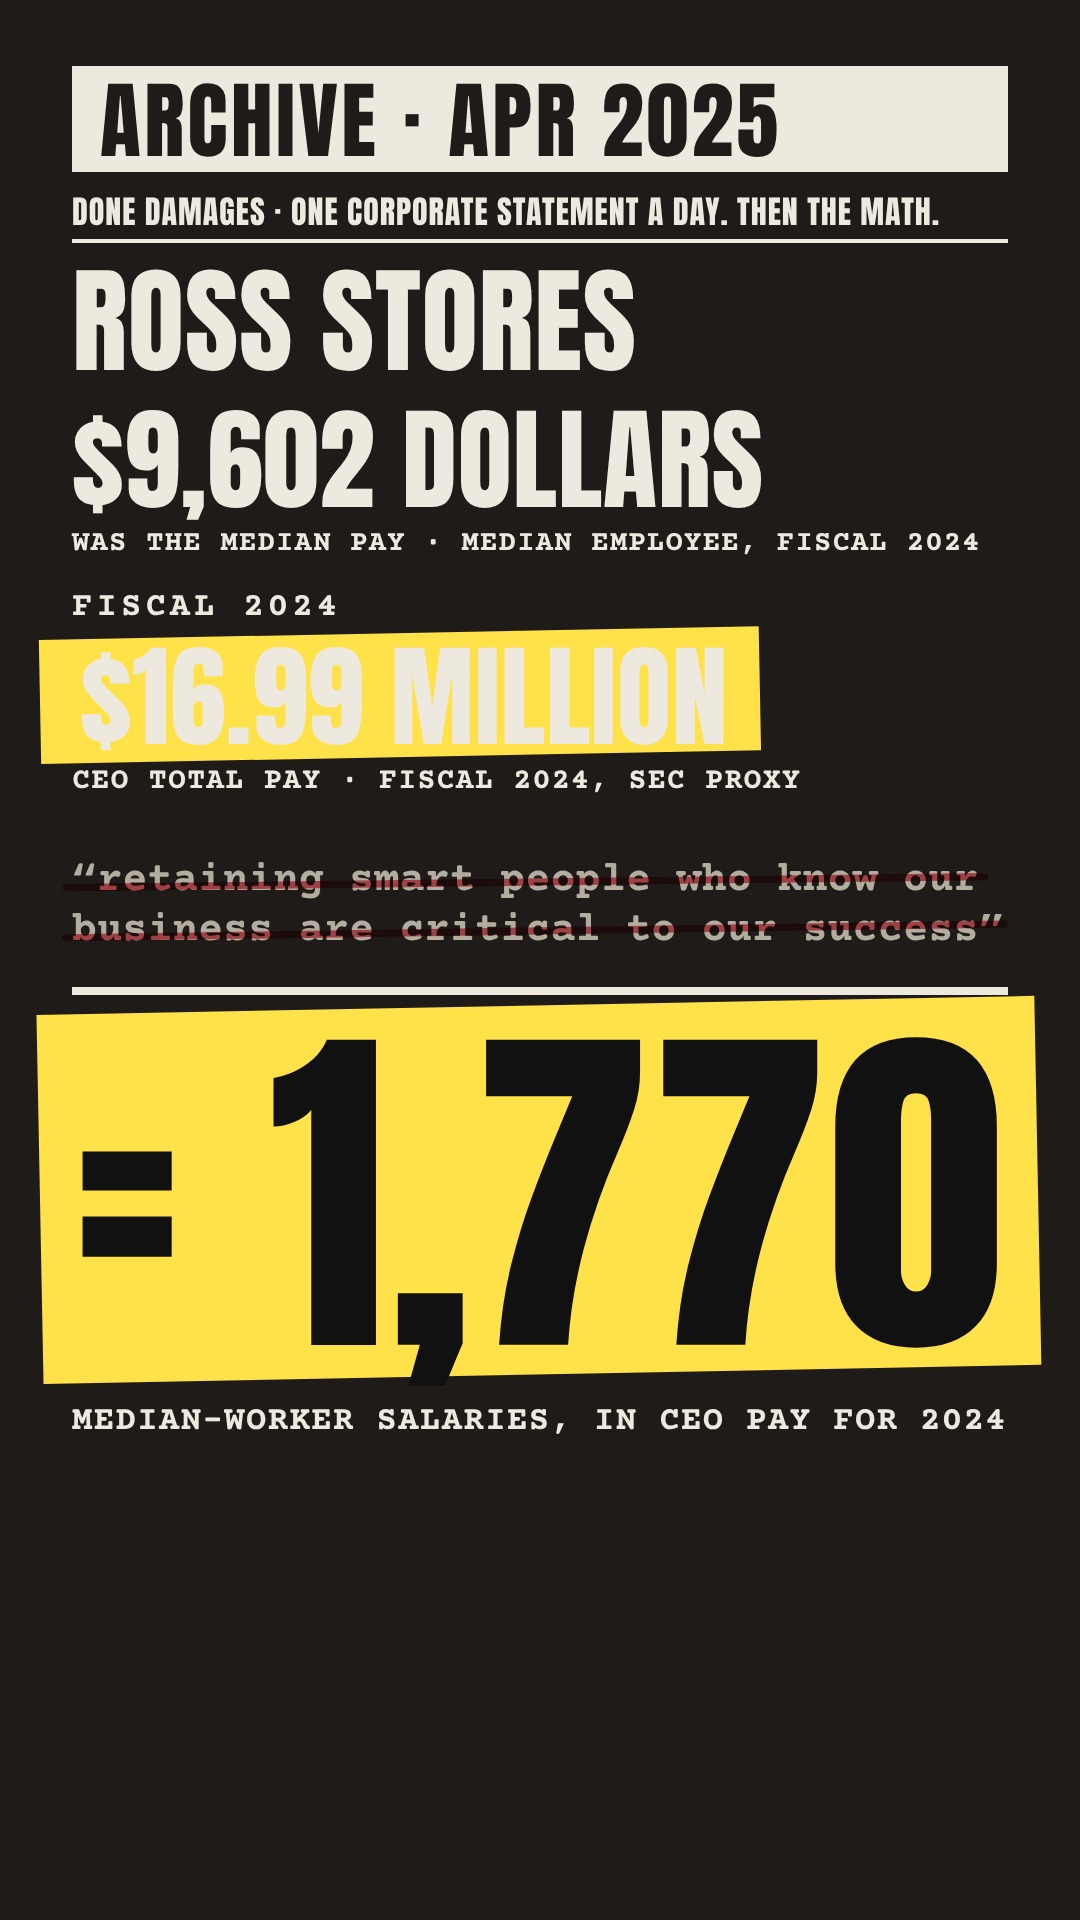 ARCHIVE · APR 2025
DONE DAMAGES · ONE CORPORATE STATEMENT A DAY. THEN THE MATH.
ROSS STORES
$9,602 DOLLARS
WAS THE MEDIAN PAY · MEDIAN EMPLOYEE, FISCAL 2024
FISCAL 2024
$16.99 MILLION
CEO TOTAL PAY · FISCAL 2024, SEC PROXY
“retaining smart people who know our
business are critical to our success”
= 1,770
MEDIAN-WORKER SALARIES, IN CEO PAY FOR 2024